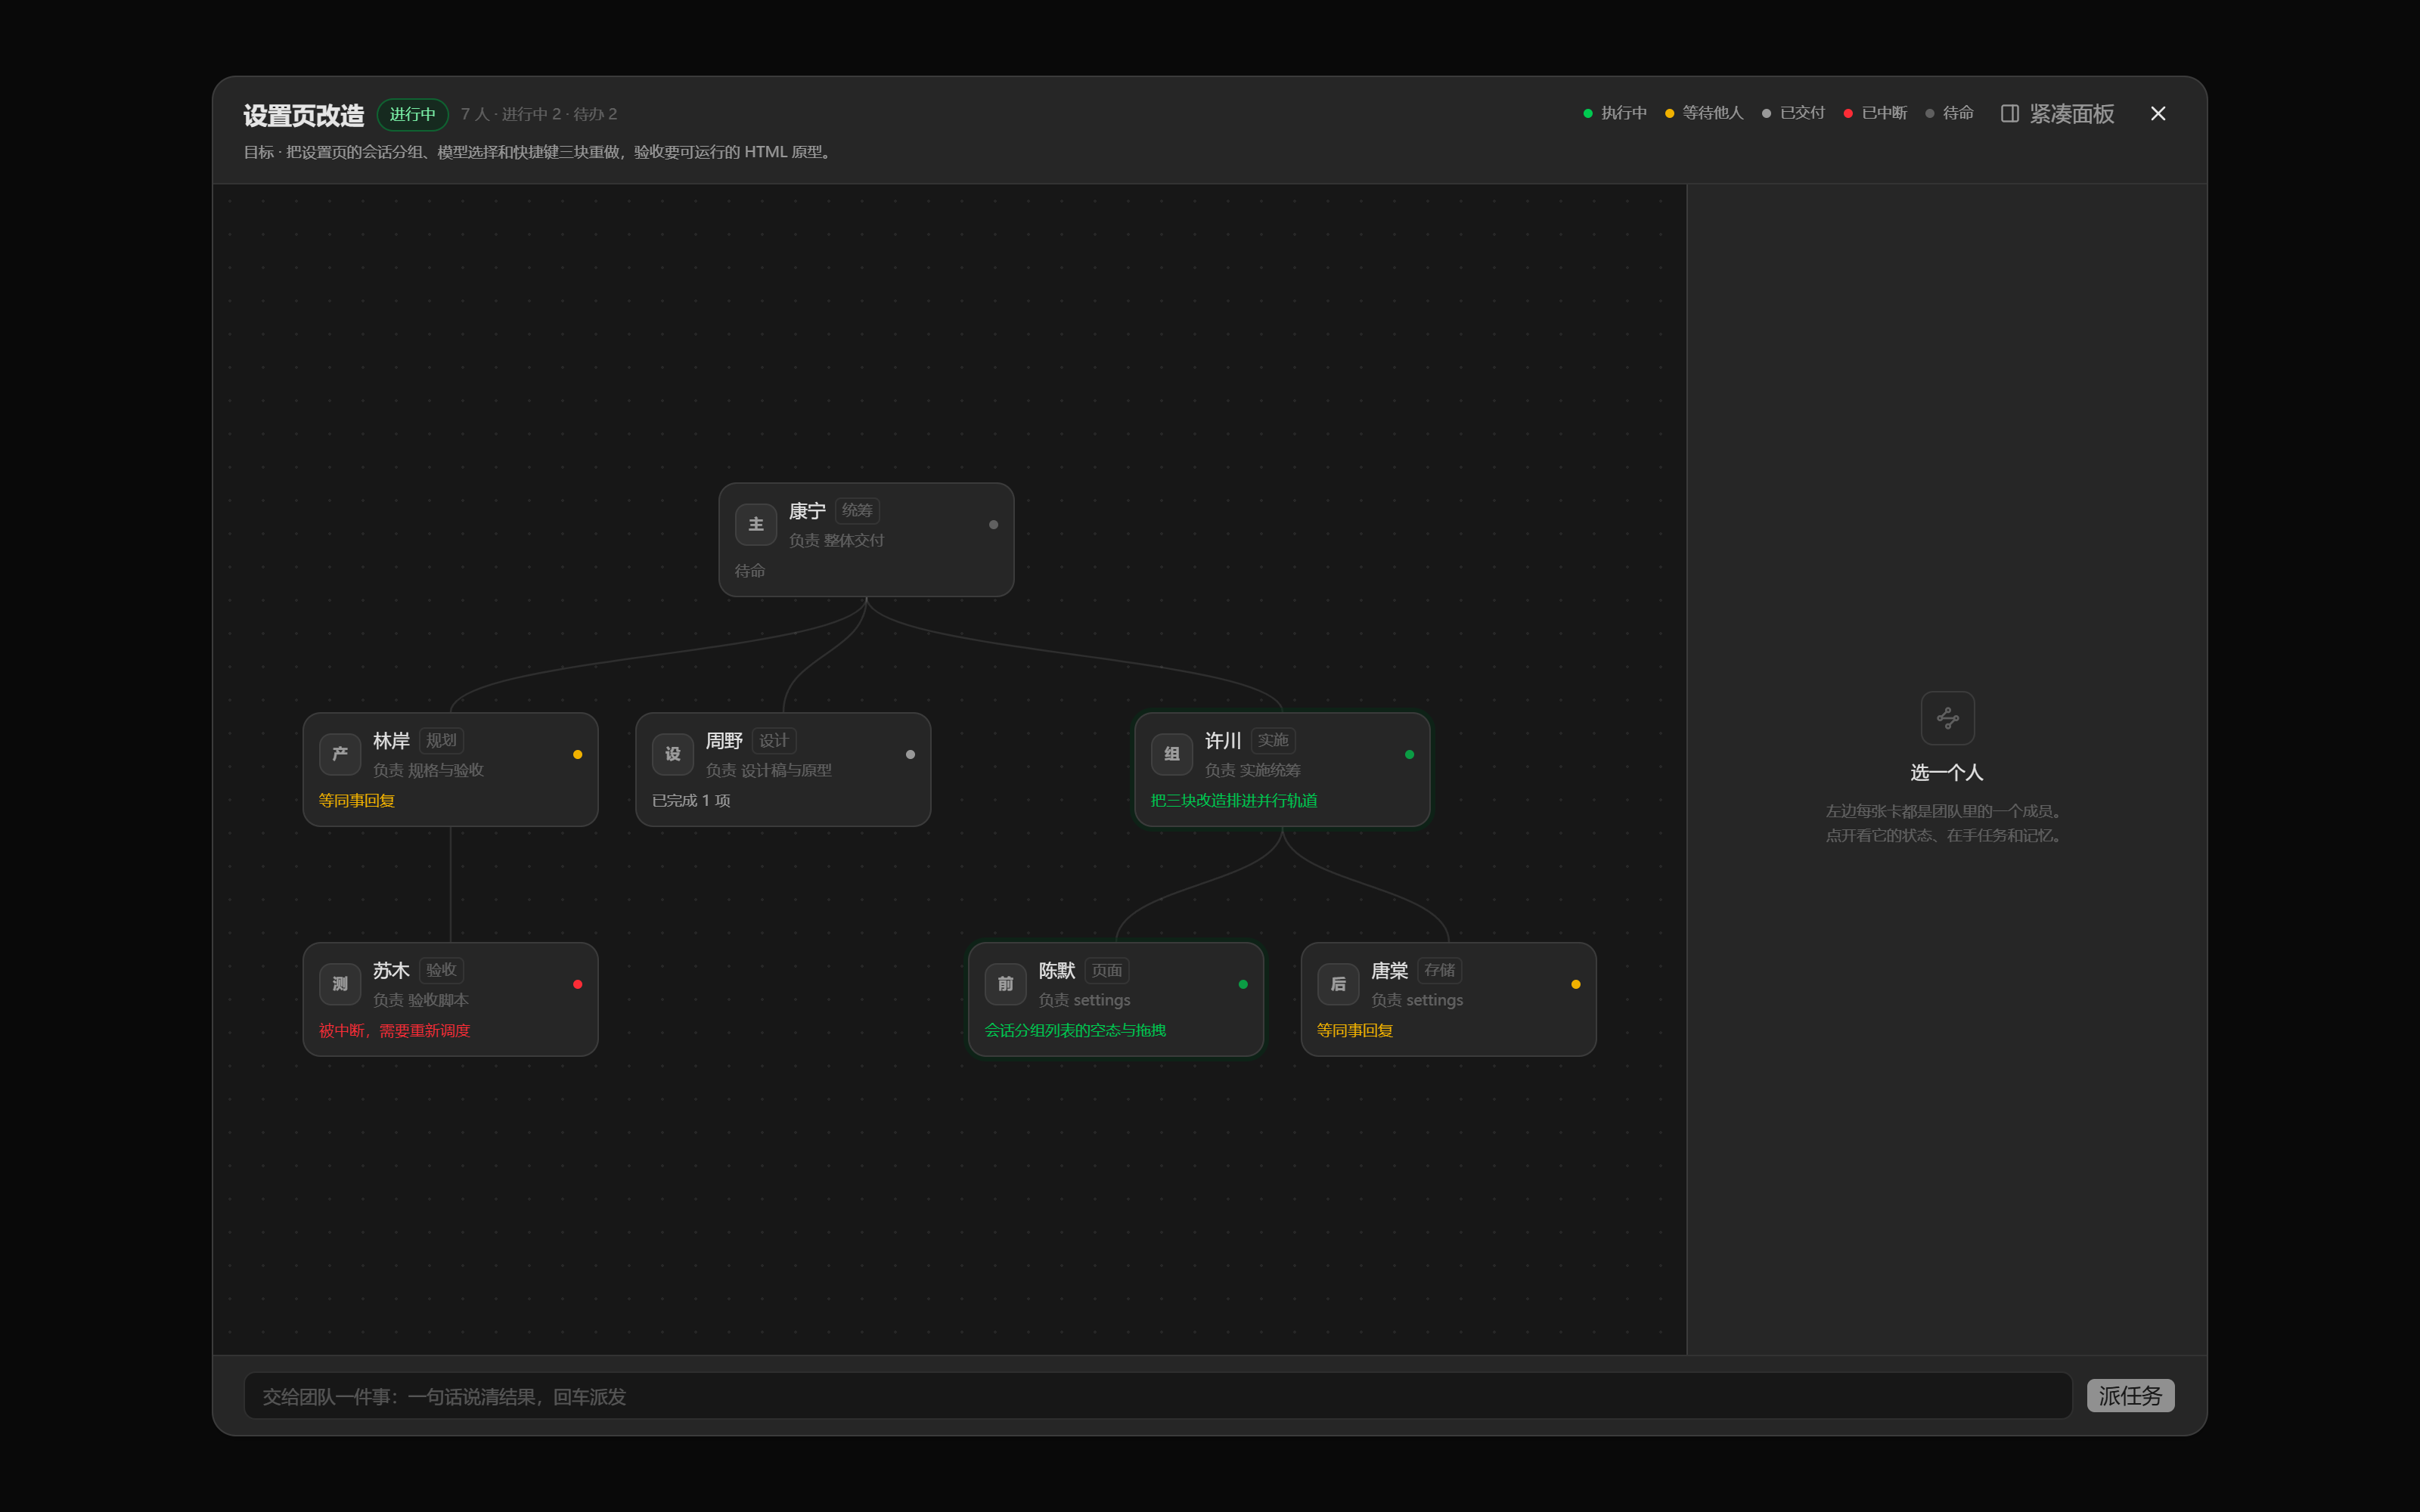 设置页改造 进行中 7 人 · 进行中 2 · 待办 2
执行中 等待他人 已交付 已中断 待命 紧凑面板
目标 · 把设置页的会话分组、模型选择和快捷键三块重做，验收要可运行的 HTML 原型。
主 康宁 统筹
负责 整体交付
待命
产 林岸 规划
负责 规格与验收
等同事回复
设 周野 设计
负责 设计稿与原型
已完成 1 项
组 许川 实施
负责 实施统筹
把三块改造排进并行轨道
测 苏木 验收
负责 验收脚本
被中断，需要重新调度
前 陈默 页面
负责 settings
会话分组列表的空态与拖拽
后 唐棠 存储
负责 settings
等同事回复
选一个人
左边每张卡都是团队里的一个成员。
点开看它的状态、在手任务和记忆。
交给团队一件事：一句话说清结果，回车派发
派任务